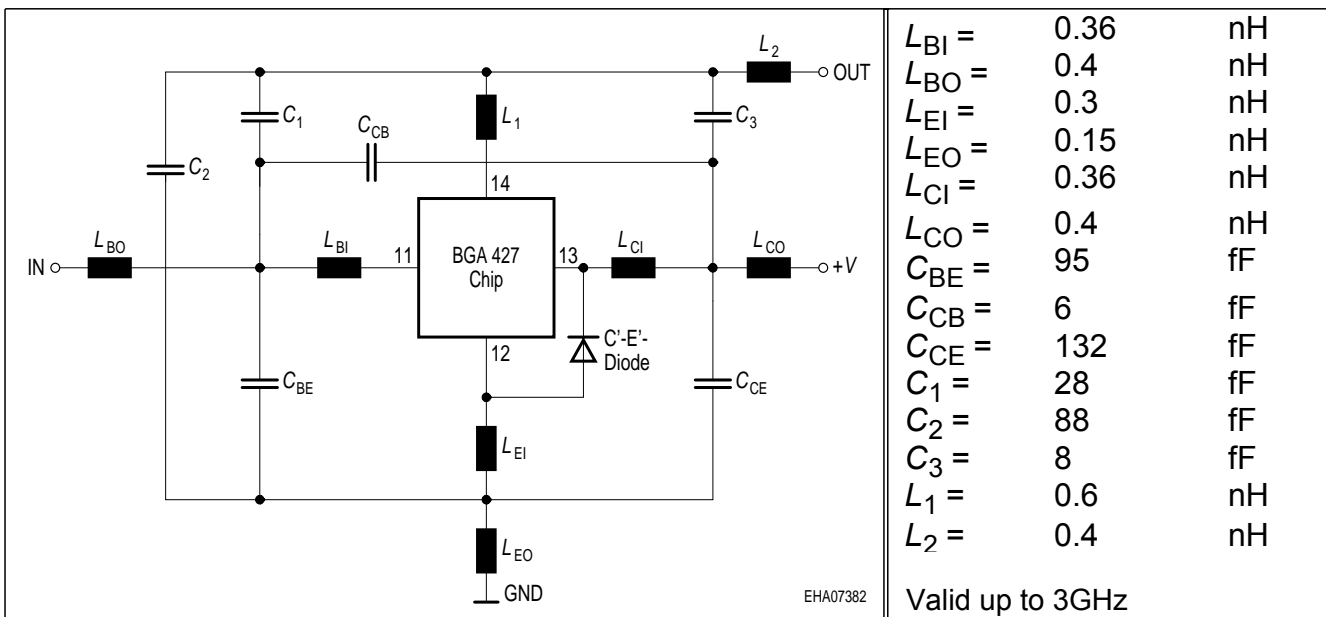 L2
OUT
C1
L1
C3
CCB
C2
14
LBO
LBI
LCI
LCO
IN
11
BGA 427
Chip
13
+V
12
C'-E'-
Diode
CBE
CCE
LEI
LEO
GND
EHA07382
LBI = 0.36 nH
LBO = 0.4 nH
LEI = 0.3 nH
LEO = 0.15 nH
LCI = 0.36 nH
LCO = 0.4 nH
CBE = 95 fF
CCB = 6 fF
CCE = 132 fF
C1 = 28 fF
C2 = 88 fF
C3 = 8 fF
L1 = 0.6 nH
L2 = 0.4 nH
Valid up to 3GHz